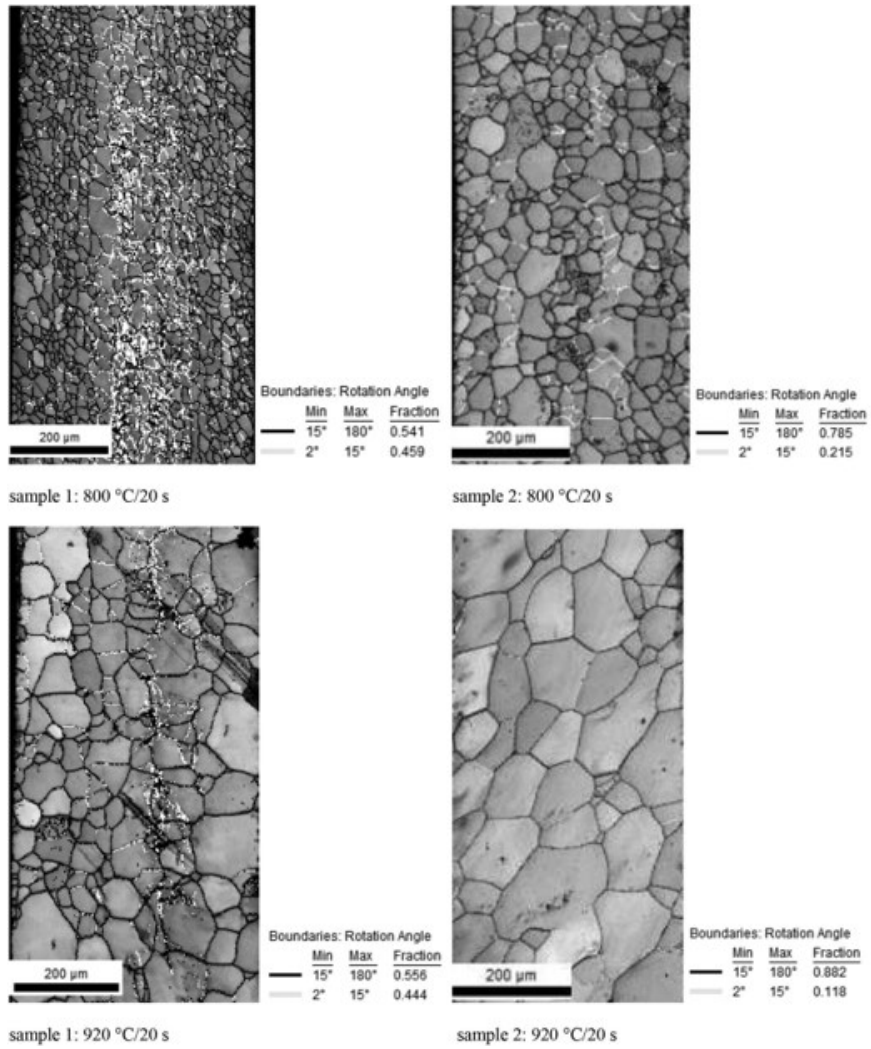 Boundaries: Rotation Angle
Min Max Fraction
15° 180° 0.541
2° 15° 0.459
200 µm
sample 1: 800 °C/20 s
Boundaries: Rotation Angle
Min Max Fraction
15° 180° 0.785
2° 15° 0.215
200 µm
sample 2: 800 °C/20 s
Boundaries: Rotation Angle
Min Max Fraction
15° 180° 0.556
2° 15° 0.444
200 µm
sample 1: 920 °C/20 s
Boundaries: Rotation Angle
Min Max Fraction
15° 180° 0.882
2° 15° 0.118
200 µm
sample 2: 920 °C/20 s